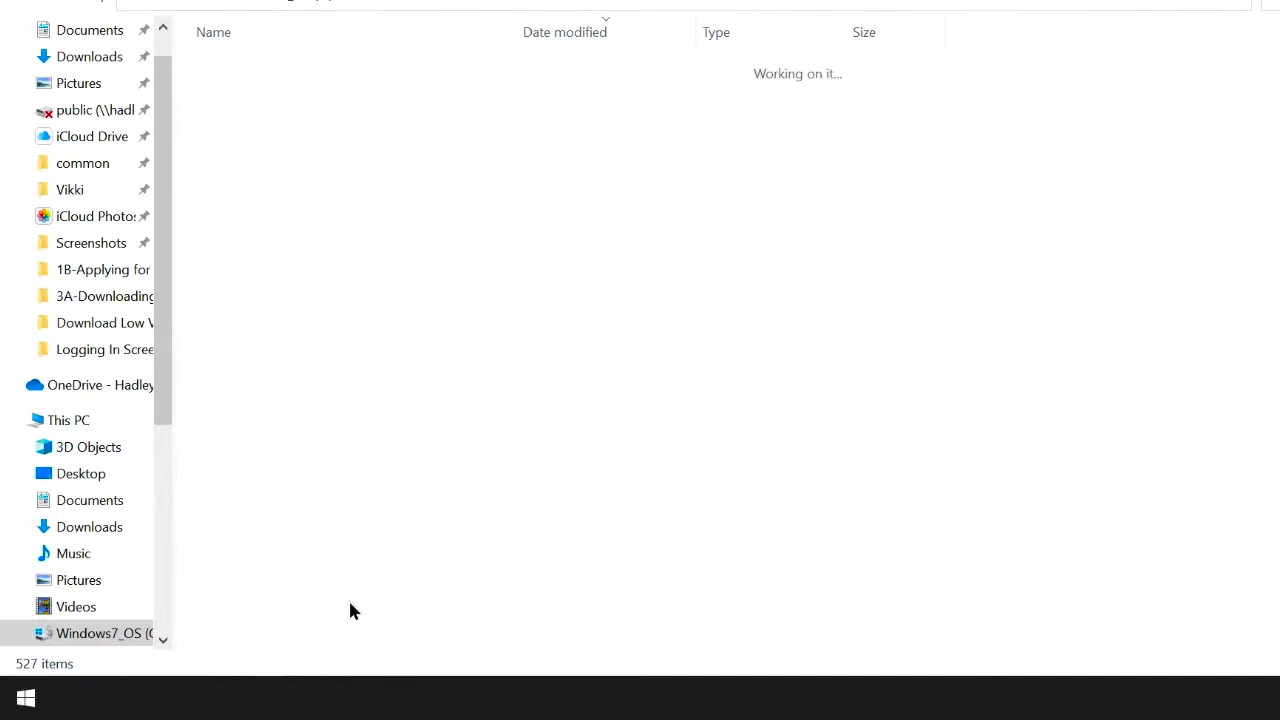 Name Date modified Type Size
Working on it...
Documents
Downloads
Pictures
public (\\hadl
iCloud Drive
common
Vikki
iCloud Photos
Screenshots
1B-Applying for
3A-Downloading
Download Low V
Logging In Scree
OneDrive - Hadley
This PC
3D Objects
Desktop
Documents
Downloads
Music
Pictures
Videos
Windows7_OS (C
527 items